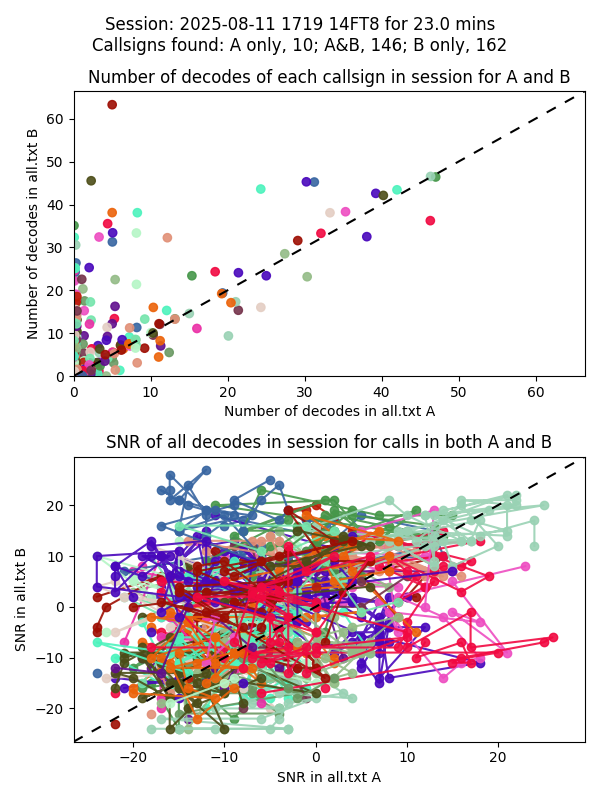 Session: 2025-08-11 1719 14FT8 for 23.0 mins
Callsigns found: A only, 10; A&B, 146; B only, 162
Number of decodes of each callsign in session for A and B
Number of decodes in all.txt B
60
50
40
30
20
10
0
0 10 20 30 40 50 60
Number of decodes in all.txt A
SNR of all decodes in session for calls in both A and B
SNR in all.txt B
20
10
0
−10
−20
−20 −10 0 10 20
SNR in all.txt A